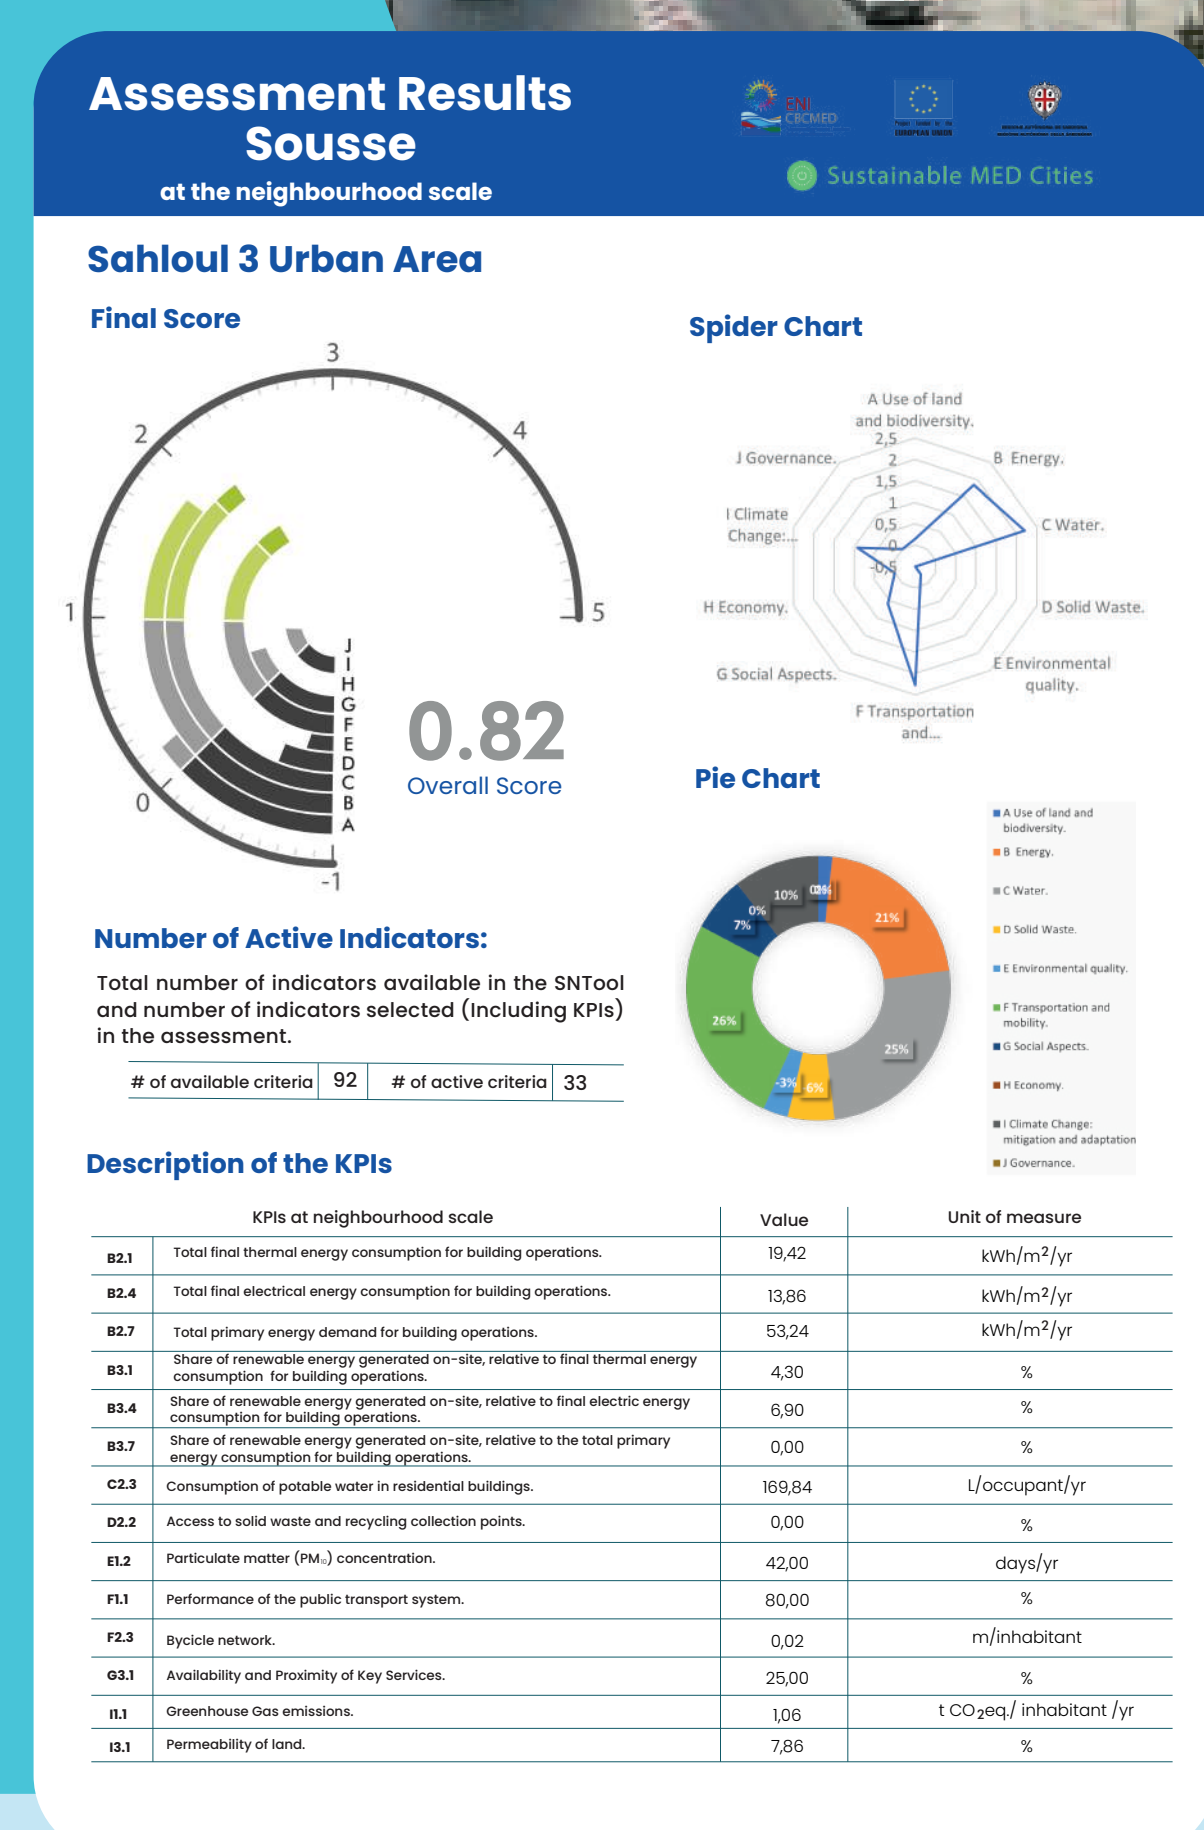 Assessment Results
Sousse
at the neighbourhood scale
ENI
CBCMED
EUROPEAN UNION
Sustainable MED Cities
Sahloul 3 Urban Area
Final Score
3
2
4
1
5
0
-1
J
I
H
G
F
E
D
C
B
A
0.82
Overall Score
Spider Chart
A Use of land
and biodiversity.
2,5
2
1,5
1
0,5
0
-0,5
B Energy.
C Water.
D Solid Waste.
E Environmental
quality.
F Transportation
and...
G Social Aspects.
H Economy.
I Climate
Change:...
J Governance.
Pie Chart
10%
21%
25%
-6%
-3%
26%
7%
0%
A Use of land and
biodiversity.
B Energy.
C Water.
D Solid Waste.
E Environmental quality.
F Transportation and
mobility.
G Social Aspects.
H Economy.
I Climate Change:
mitigation and adaptation
J Governance.
Number of Active Indicators:
Total number of indicators available in the SNTool
and number of indicators selected (Including KPIs)
in the assessment.
# of available criteria 92 # of active criteria 33
Description of the KPIs
KPIs at neighbourhood scale Value Unit of measure
B2.1 Total final thermal energy consumption for building operations. 19,42 kWh/m²/yr
B2.4 Total final electrical energy consumption for building operations. 13,86 kWh/m²/yr
B2.7 Total primary energy demand for building operations. 53,24 kWh/m²/yr
B3.1 Share of renewable energy generated on-site, relative to final thermal energy
consumption for building operations. 4,30 %
B3.4 Share of renewable energy generated on-site, relative to final electric energy
consumption for building operations. 6,90 %
B3.7 Share of renewable energy generated on-site, relative to the total primary
energy consumption for building operations. 0,00 %
C2.3 Consumption of potable water in residential buildings. 169,84 L/occupant/yr
D2.2 Access to solid waste and recycling collection points. 0,00 %
E1.2 Particulate matter (PM₁₀) concentration. 42,00 days/yr
F1.1 Performance of the public transport system. 80,00 %
F2.3 Bycicle network. 0,02 m/inhabitant
G3.1 Availability and Proximity of Key Services. 25,00 %
I1.1 Greenhouse Gas emissions. 1,06 t CO₂eq./ inhabitant /yr
I3.1 Permeability of land. 7,86 %